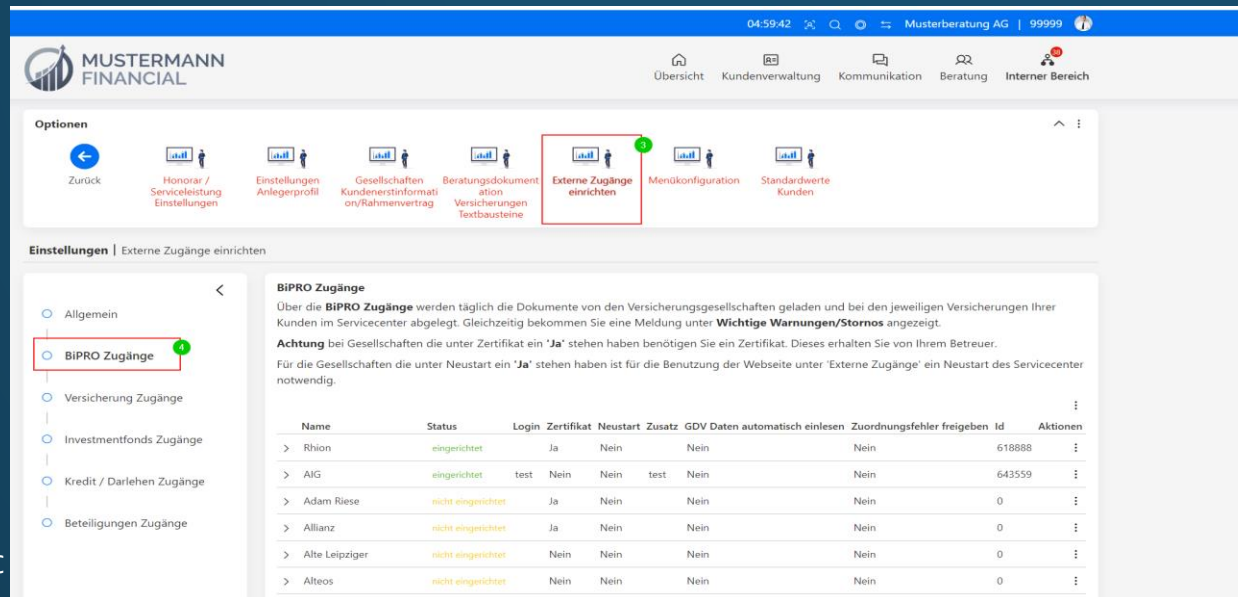 04:59:42 Musterberatung AG | 99999
MUSTERMANN
FINANCIAL
Übersicht Kundenverwaltung Kommunikation Beratung Interner Bereich
Optionen
3
Zurück
Honorar /
Serviceleistung
Einstellungen
Einstellungen
Anlegerprofil
Gesellschaften
Kundenerstinformati
on/Rahmenvertrag
Beratungsdokument
ation
Versicherungen
Textbausteine
Externe Zugänge
einrichten
Menükonfiguration
Standardwerte
Kunden
Einstellungen | Externe Zugänge einrichten
Allgemein
BiPRO Zugänge 4
Versicherung Zugänge
Investmentfonds Zugänge
Kredit / Darlehen Zugänge
Beteiligungen Zugänge
BiPRO Zugänge
Über die BiPRO Zugänge werden täglich die Dokumente von den Versicherungsgesellschaften geladen und bei den jeweiligen Versicherungen Ihrer
Kunden im Servicecenter abgelegt. Gleichzeitig bekommen Sie eine Meldung unter Wichtige Warnungen/Stornos angezeigt.
Achtung bei Gesellschaften die unter Zertifikat ein 'Ja' stehen haben benötigen Sie ein Zertifikat. Dieses erhalten Sie von Ihrem Betreuer.
Für die Gesellschaften die unter Neustart ein 'Ja' stehen haben ist für die Benutzung der Webseite unter 'Externe Zugänge' ein Neustart des Servicecenter
notwendig.
Name Status Login Zertifikat Neustart Zusatz GDV Daten automatisch einlesen Zuordnungsfehler freigeben Id Aktionen
Rhion eingerichtet Ja Nein Nein Nein 618888
AIG eingerichtet test Nein Nein test Nein Nein 643559
Adam Riese nicht eingerichtet Ja Nein Nein Nein 0
Allianz nicht eingerichtet Ja Nein Nein Nein 0
Alte Leipziger nicht eingerichtet Nein Nein Nein Nein 0
Alteos nicht eingerichtet Nein Nein Nein Nein 0